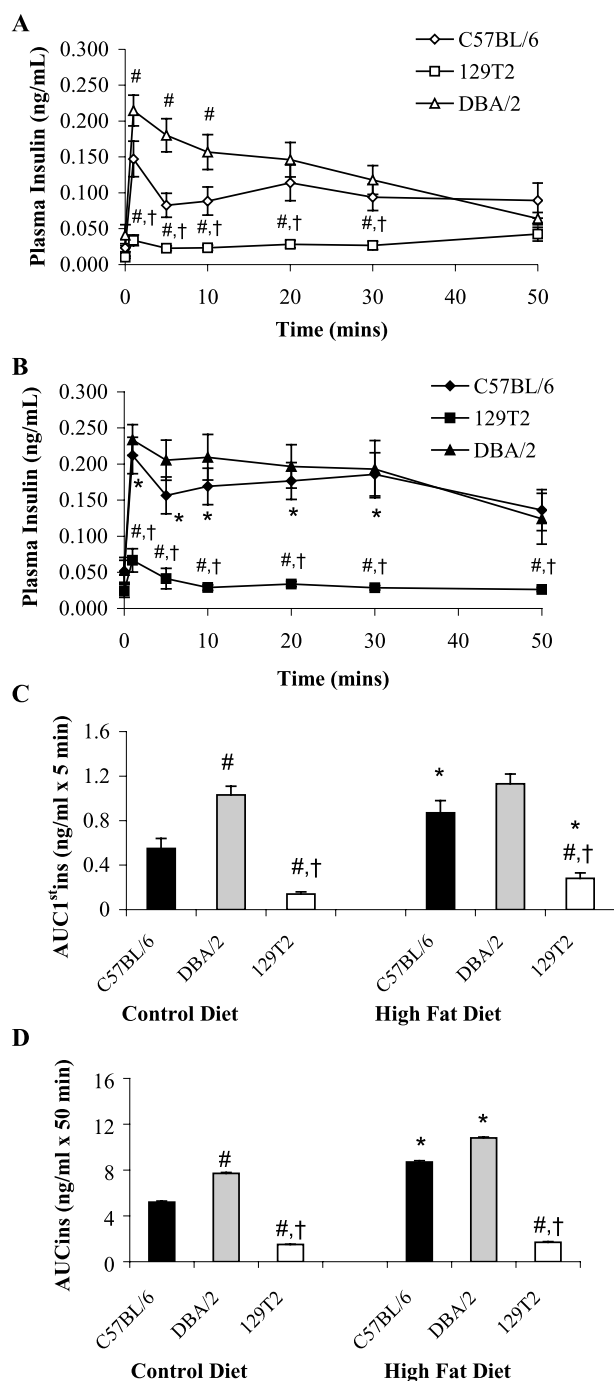 A
Plasma Insulin (ng/mL)
0.300
0.250
0.200
0.150
0.100
0.050
0.000
C57BL/6
129T2
DBA/2
#
#
#
#,†
#,†
#,†
#,†
#,†
0
10
20
30
40
50
Time (mins)
B
Plasma Insulin (ng/mL)
0.300
0.250
0.200
0.150
0.100
0.050
0.000
C57BL/6
129T2
DBA/2
*
*
*
*
*
#,†
#,†
#,†
#,†
#,†
#,†
0
10
20
30
40
50
Time (mins)
C
AUC1ˢᵗins (ng/ml x 5 min)
1.6
1.2
0.8
0.4
0
#
#,†
*
*
#,†
C57BL/6
DBA/2
129T2
C57BL/6
DBA/2
129T2
Control Diet
High Fat Diet
D
AUCins (ng/ml x 50 min)
16
12
8
4
0
#
#,†
*
*
#,†
C57BL/6
DBA/2
129T2
C57BL/6
DBA/2
129T2
Control Diet
High Fat Diet